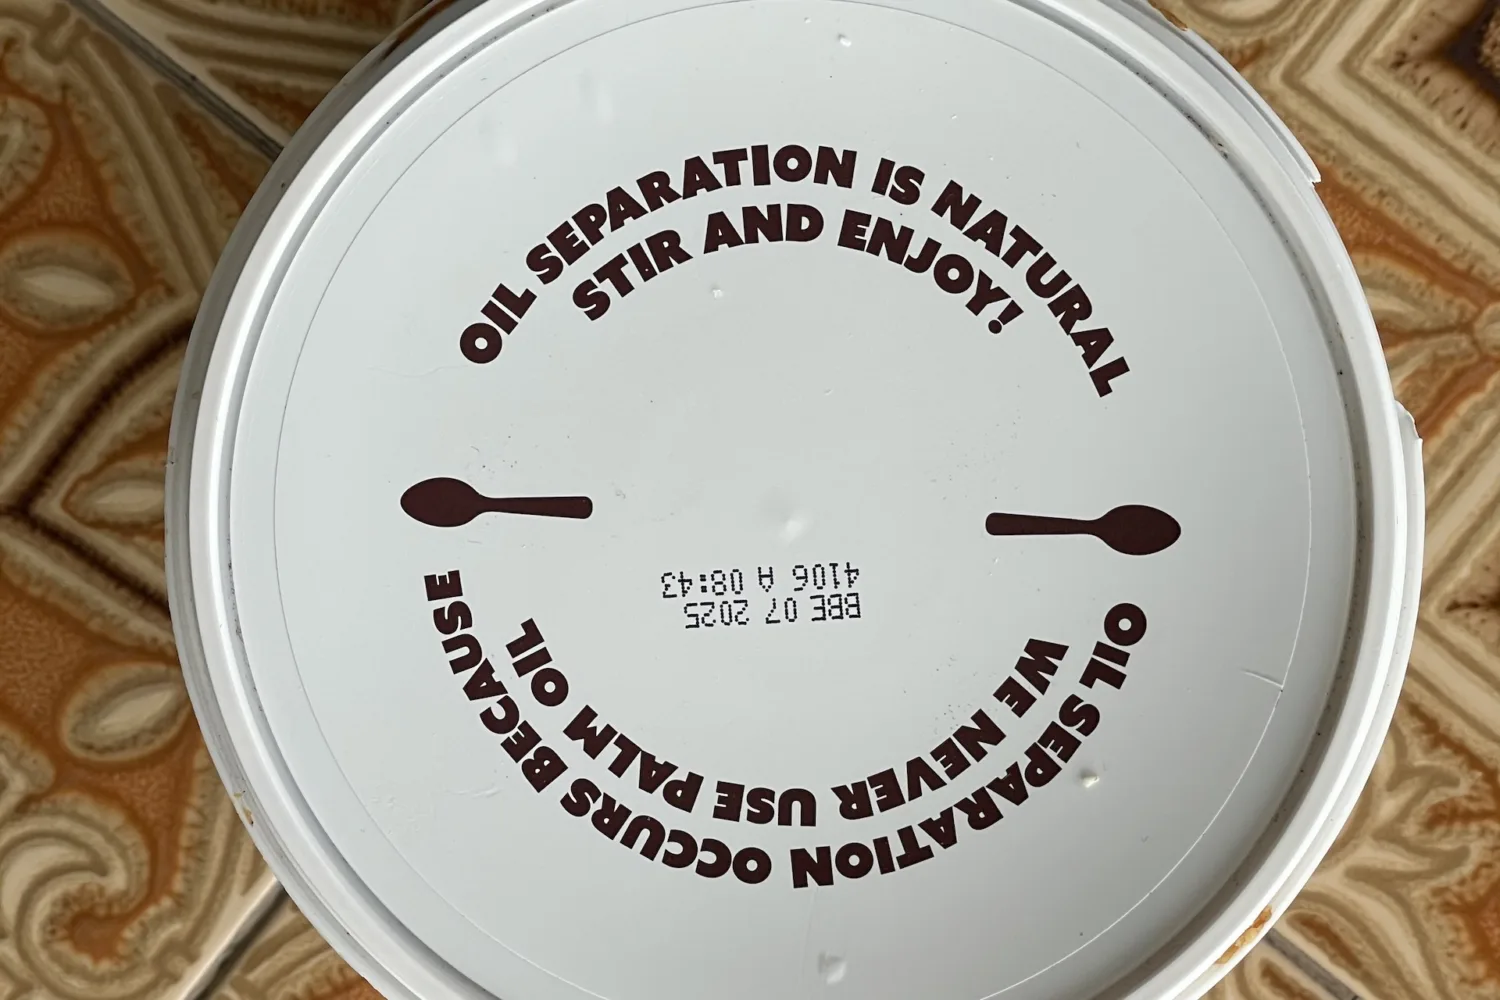 OIL SEPARATION IS NATURAL
STIR AND ENJOY!
BBE 07 2025
4106 A 08:43
OIL SEPARATION OCCURS BECAUSE
WE NEVER USE PALM OIL